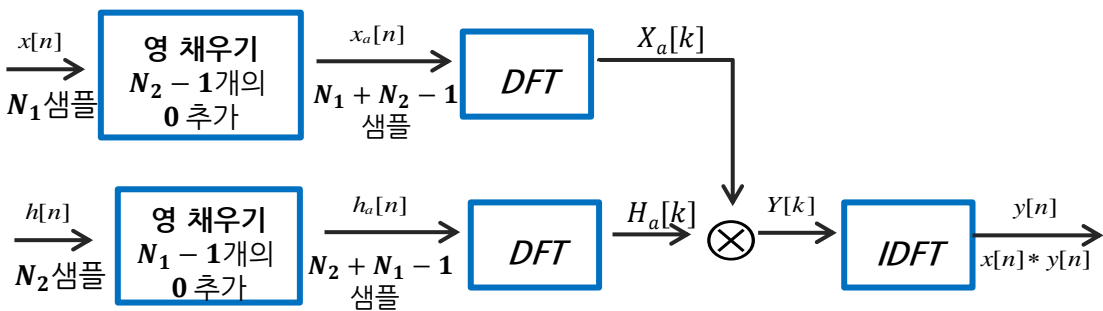 x[n]
N₁샘플
영 채우기
N₂ − 1개의
0 추가
xₐ[n]
N₁ + N₂ − 1
샘플
DFT
Xₐ[k]
h[n]
N₂샘플
영 채우기
N₁ − 1개의
0 추가
hₐ[n]
N₂ + N₁ − 1
샘플
DFT
Hₐ[k]
Y[k]
IDFT
y[n]
x[n]* y[n]